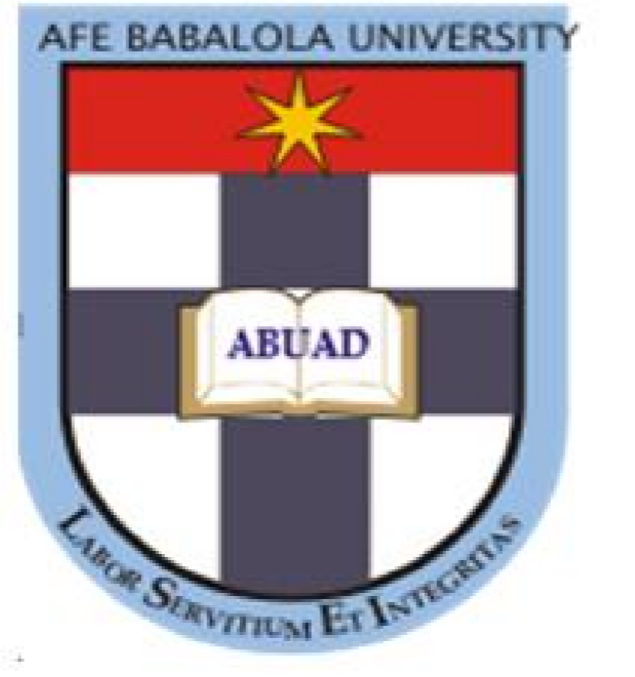 AFE BABALOLA UNIVERSITY
ABUAD
LABOR SERVITIUM ET INTEGRITAS